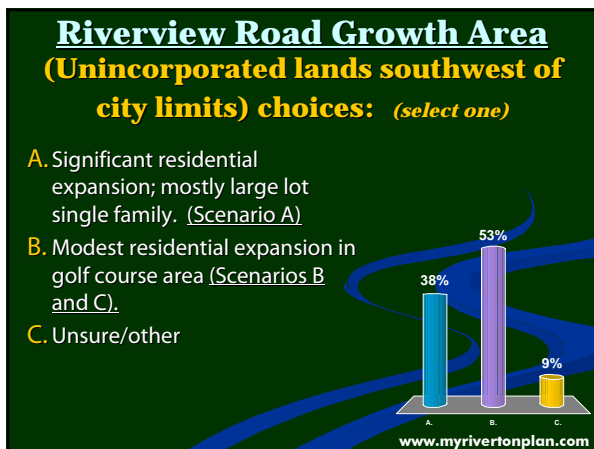 Riverview Road Growth Area
(Unincorporated lands southwest of
city limits) choices: (select one)
A. Significant residential
expansion; mostly large lot
single family. (Scenario A)
B. Modest residential expansion in
golf course area (Scenarios B
and C).
C. Unsure/other
38%
53%
9%
A.
B.
C.
www.myrivertonplan.com